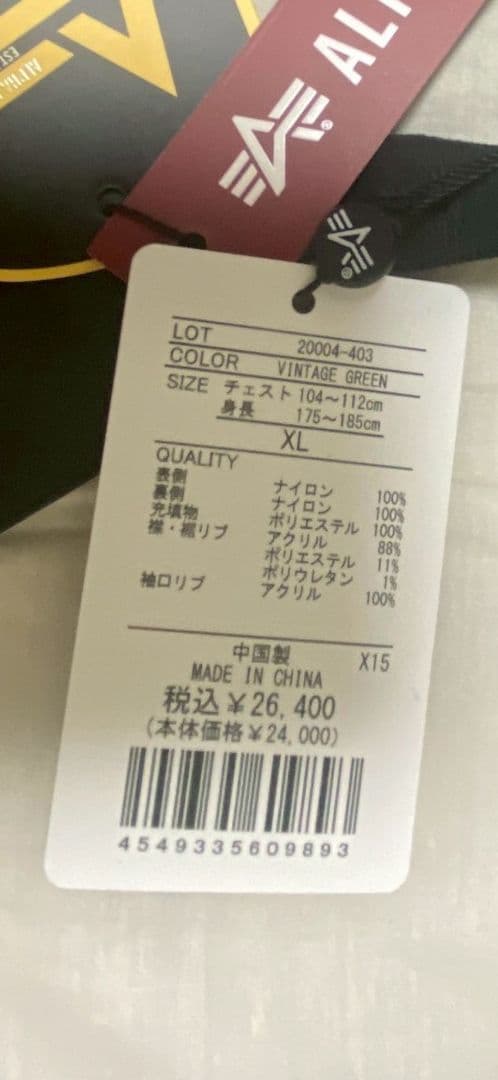 EST
ALPHA
ALP
LOT 20004-403
COLOR VINTAGE GREEN
SIZE チェスト 104～112cm
身長 175～185cm
XL
QUALITY
表側 ナイロン 100%
裏側 ナイロン 100%
充填物 ポリエステル 100%
襟・裾リブ アクリル 88%
ポリエステル 11%
ポリウレタン 1%
袖口リブ アクリル 100%
中国製 X15
MADE IN CHINA
税込￥26,400
(本体価格￥24,000)
4549335609893